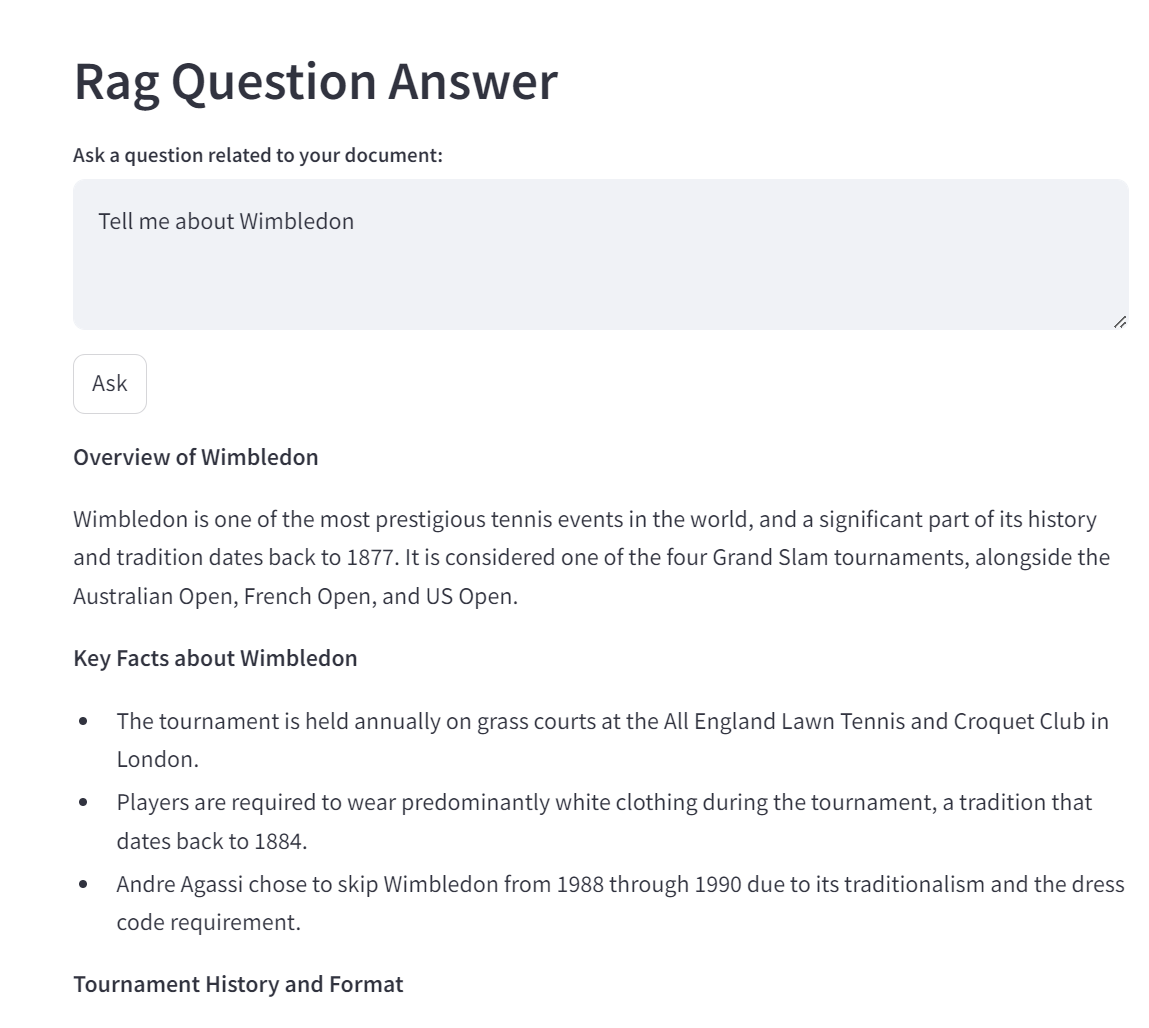 Rag Question Answer
Ask a question related to your document:
Tell me about Wimbledon
Ask
Overview of Wimbledon
Wimbledon is one of the most prestigious tennis events in the world, and a significant part of its history
and tradition dates back to 1877. It is considered one of the four Grand Slam tournaments, alongside the
Australian Open, French Open, and US Open.
Key Facts about Wimbledon
• The tournament is held annually on grass courts at the All England Lawn Tennis and Croquet Club in
London.
• Players are required to wear predominantly white clothing during the tournament, a tradition that
dates back to 1884.
• Andre Agassi chose to skip Wimbledon from 1988 through 1990 due to its traditionalism and the dress
code requirement.
Tournament History and Format